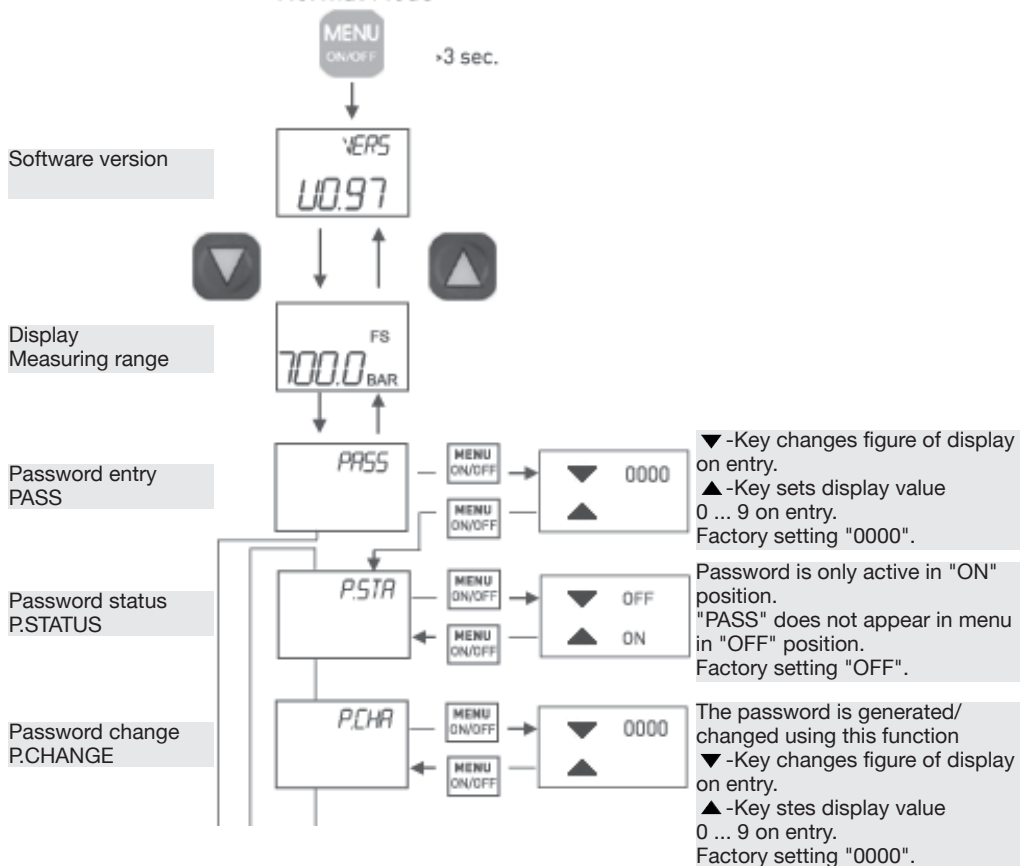 MENU
ON/OFF
>3 sec.
Software version
VERS
U0.97
Display
Measuring range
FS
700.0 BAR
Password entry
PASS
PASS
MENU
ON/OFF
MENU
ON/OFF
0000
▼-Key changes figure of display
on entry.
▲-Key sets display value
0 ... 9 on entry.
Factory setting "0000".
Password status
P.STATUS
P.STA
MENU
ON/OFF
MENU
ON/OFF
OFF
ON
Password is only active in "ON"
position.
"PASS" does not appear in menu
in "OFF" position.
Factory setting "OFF".
Password change
P.CHANGE
P.CHA
MENU
ON/OFF
MENU
ON/OFF
0000
The password is generated/
changed using this function
▼-Key changes figure of display
on entry.
▲-Key stes display value
0 ... 9 on entry.
Factory setting "0000".